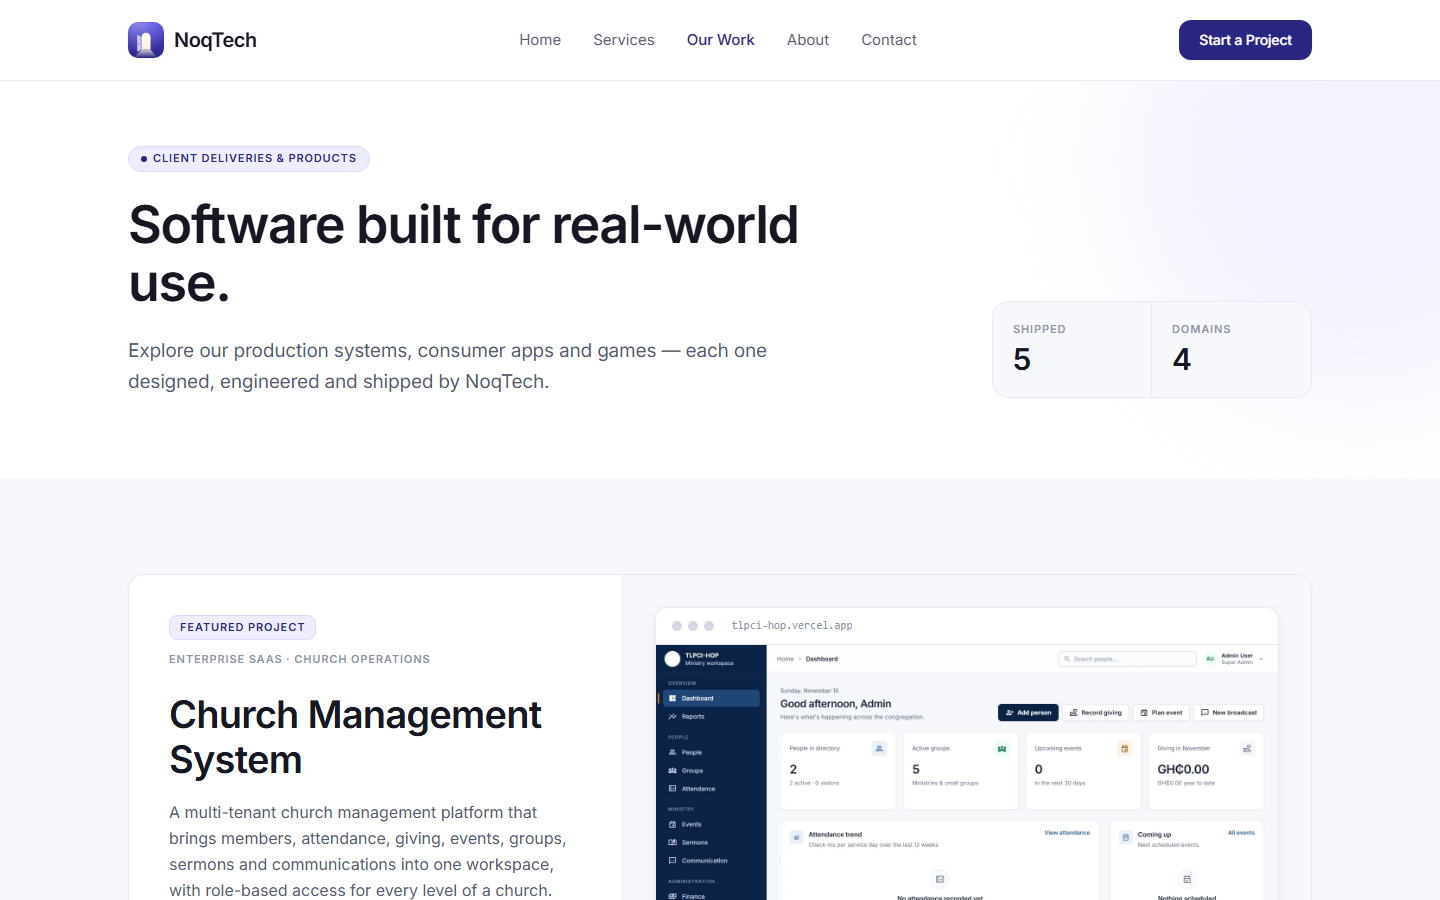 NoqTech
Home
Services
Our Work
About
Contact
Start a Project
CLIENT DELIVERIES & PRODUCTS
Software built for real-world
use.
Explore our production systems, consumer apps and games — each one
designed, engineered and shipped by NoqTech.
SHIPPED
5
DOMAINS
4
FEATURED PROJECT
ENTERPRISE SAAS · CHURCH OPERATIONS
Church Management
System
A multi-tenant church management platform that
brings members, attendance, giving, events, groups,
sermons and communications into one workspace,
with role-based access for every level of a church.
tlpci-hop.vercel.app
TLPCI-HOP
Ministry workspace
OVERVIEW
Dashboard
Reports
PEOPLE
People
Groups
Attendance
MINISTRY
Events
Sermons
Communication
ADMINISTRATION
Finance
Home > Dashboard
Search people...
AU
Admin User
Super Admin
Sunday, November 15
Good afternoon, Admin
Here's what's happening across the congregation.
Add person
Record giving
Plan event
New broadcast
People in directory
2
2 active · 0 visitors
Active groups
5
Ministries & small groups
Upcoming events
0
In the next 30 days
Giving in November
GH₵0.00
GH₵0.00 year to date
Attendance trend
Check-ins per service day over the last 12 weeks
View attendance
No attendance recorded yet
Coming up
Next scheduled events
All events
Nothing scheduled